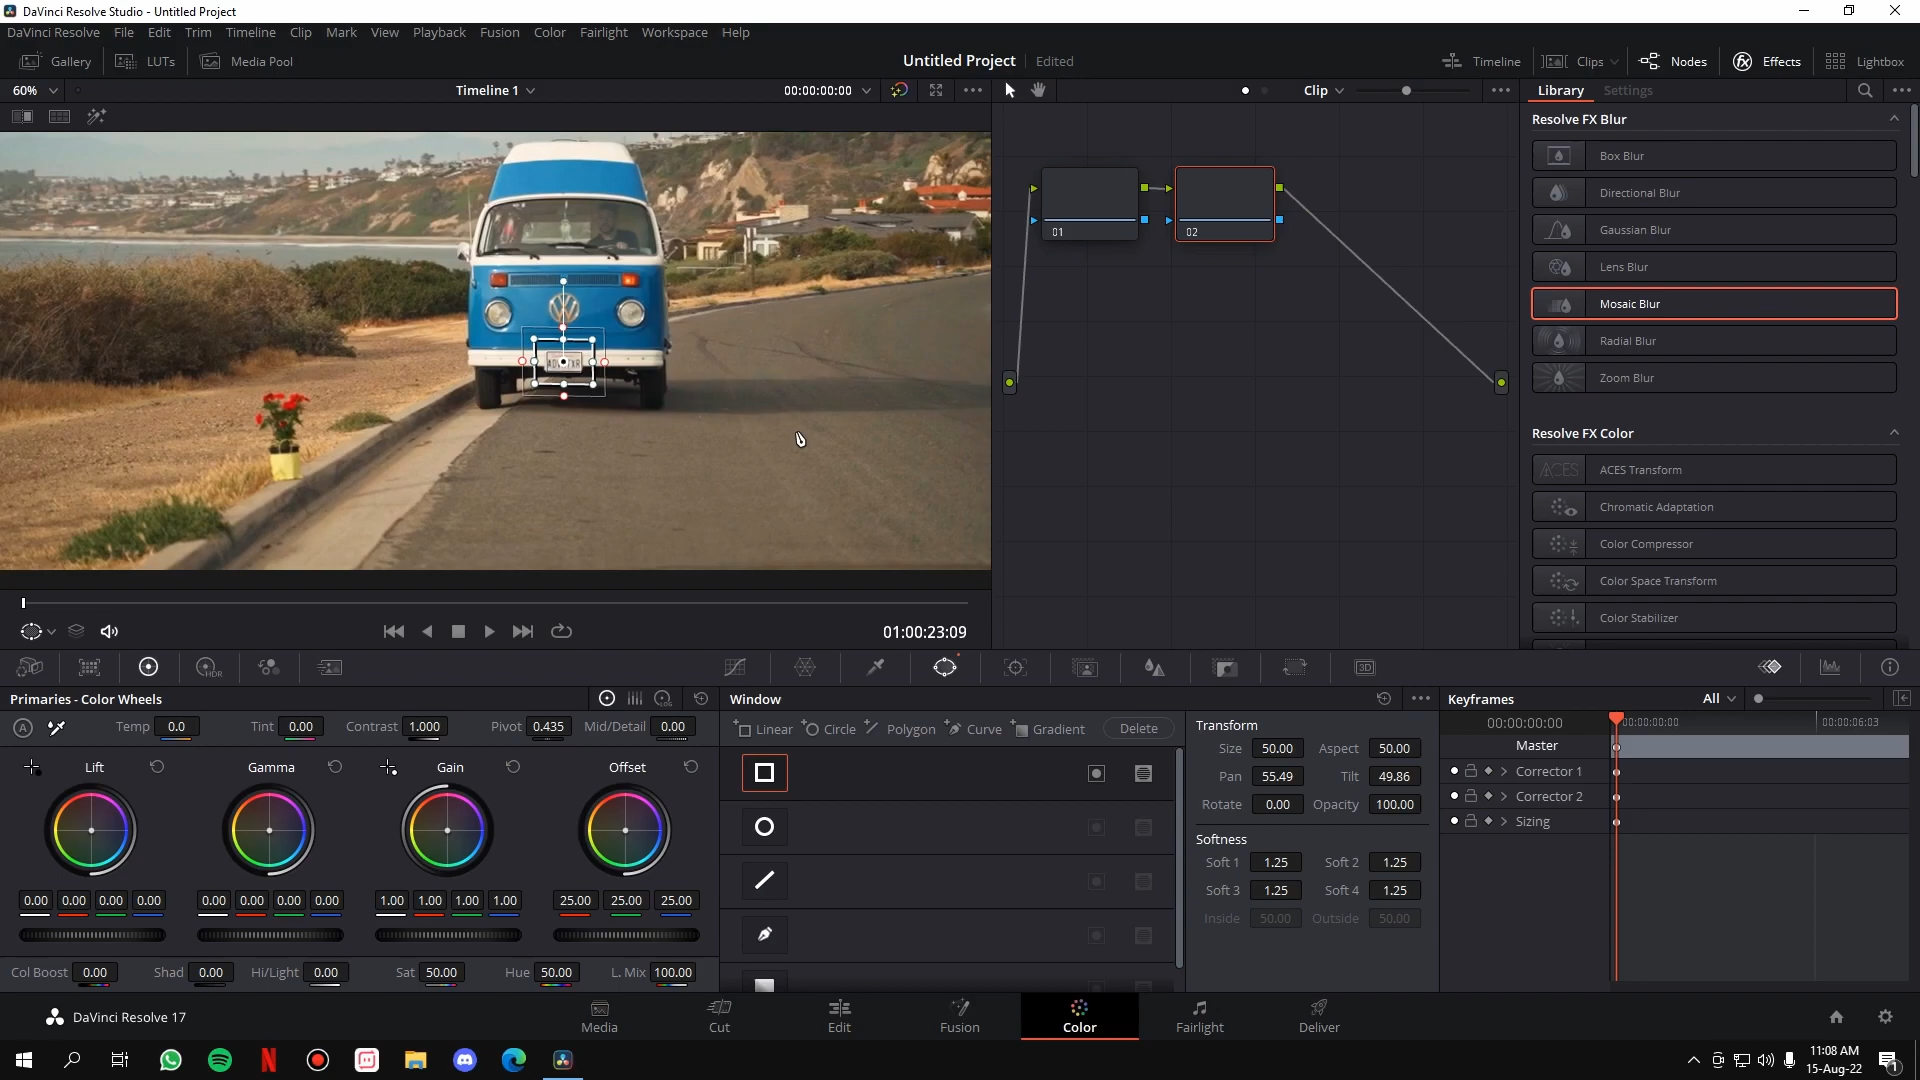 DaVinci Resolve Studio - Untitled Project
DaVinci Resolve File Edit Trim Timeline Clip Mark View Playback Fusion Color Fairlight Workspace Help
Gallery LUTs Media Pool Untitled Project Edited Timeline Clips Nodes Effects Lightbox
60% Timeline 1 00:00:00:00 Clip Library Settings
Resolve FX Blur
Box Blur
Directional Blur
Gaussian Blur
Lens Blur
Mosaic Blur
Radial Blur
Zoom Blur
Resolve FX Color
ACES ACES Transform
Chromatic Adaptation
Color Compressor
Color Space Transform
Color Stabilizer
01 02
01:00:23:09
HDR 3D
Primaries - Color Wheels LOG
A Temp 0.0 Tint 0.00 Contrast 1.000 Pivot 0.435 Mid/Detail 0.00
Lift Gamma Gain Offset
0.00 0.00 0.00 0.00 0.00 0.00 0.00 0.00 1.00 1.00 1.00 1.00 25.00 25.00 25.00
Col Boost 0.00 Shad 0.00 Hi/Light 0.00 Sat 50.00 Hue 50.00 L. Mix 100.00
Window
Linear Circle Polygon Curve Gradient Delete
Transform
Size 50.00 Aspect 50.00
Pan 55.49 Tilt 49.86
Rotate 0.00 Opacity 100.00
Softness
Soft 1 1.25 Soft 2 1.25
Soft 3 1.25 Soft 4 1.25
Inside 50.00 Outside 50.00
Keyframes All
00:00:00:00 00:00:00:00 00:00:06:03
Master
Corrector 1
Corrector 2
Sizing
DaVinci Resolve 17 Media Cut Edit Fusion Color Fairlight Deliver
11:08 AM
15-Aug-22
1